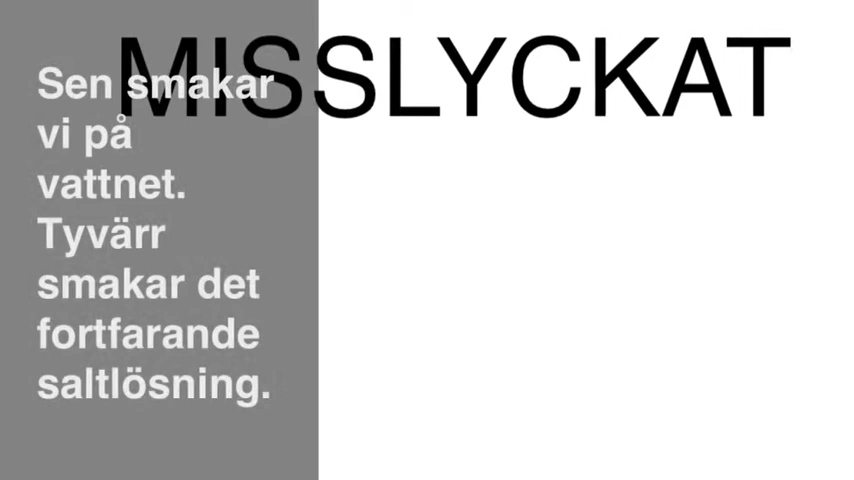 MISSLYCKAT
Sen smakar
vi på
vattnet.
Tyvärr
smakar det
fortfarande
saltlösning.